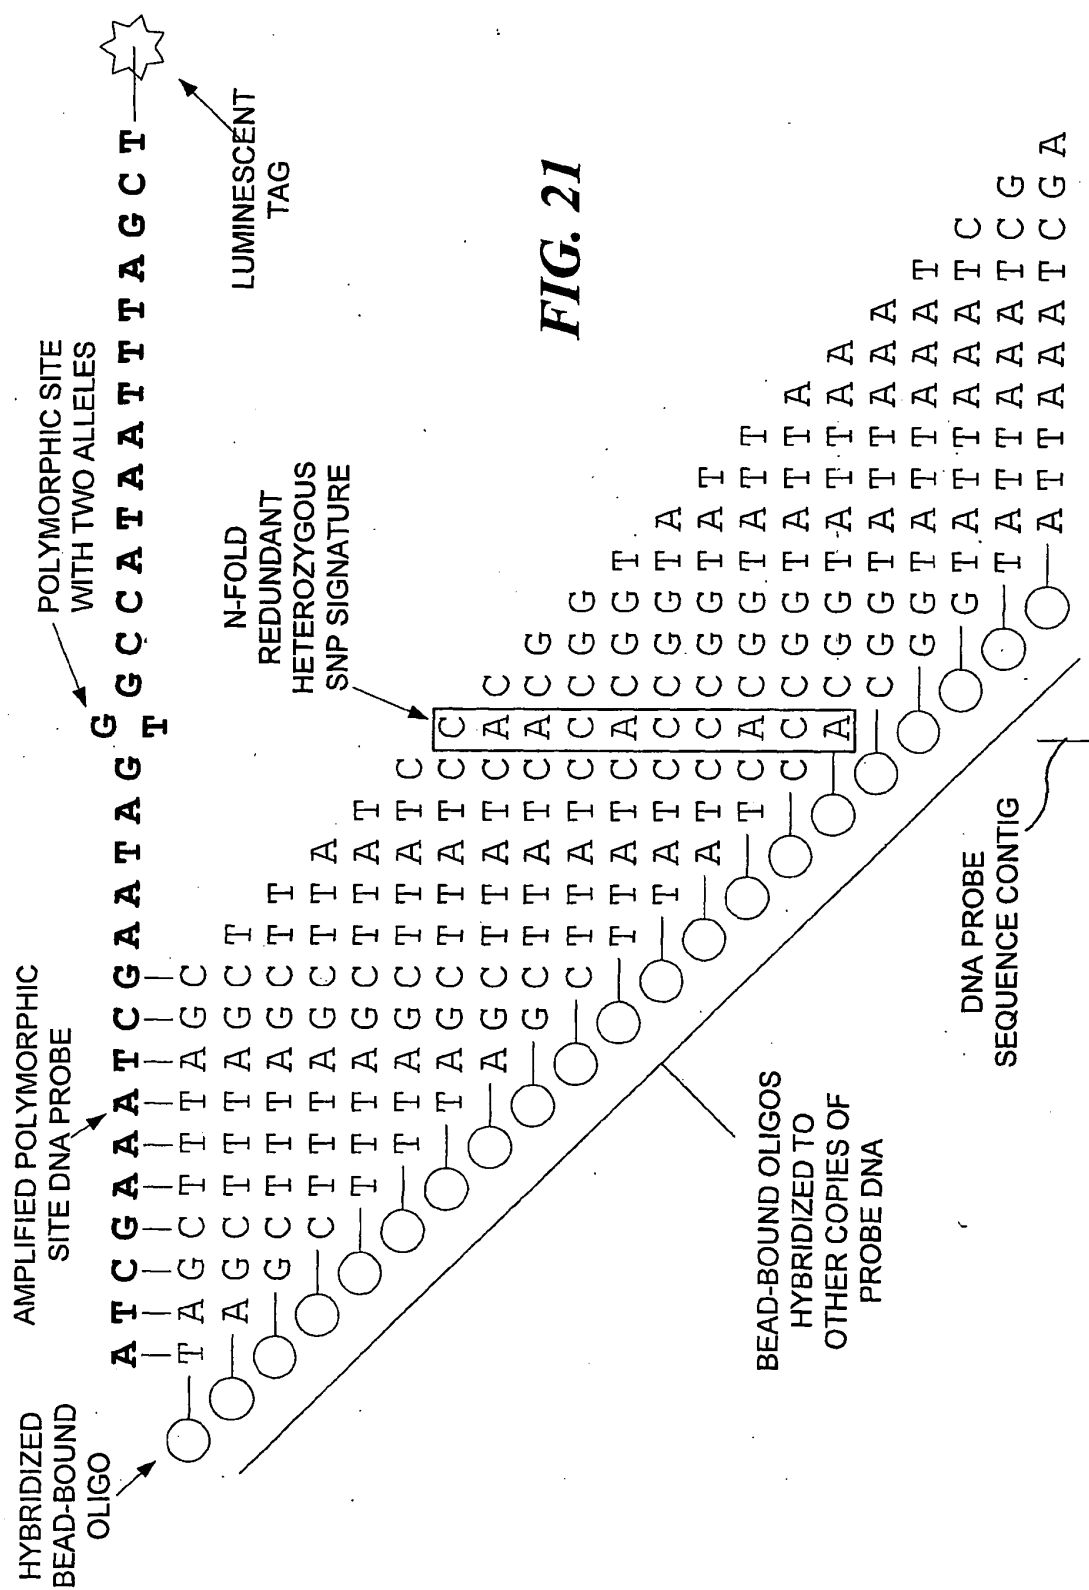 HYBRIDIZED
BEAD-BOUND
OLIGO
AMPLIFIED POLYMORPHIC
SITE DNA PROBE
POLYMORPHIC SITE
WITH TWO ALLELES
G
A T C G A A A T C G A A T A G G C C A T A A T T T A G C T
T
LUMINESCENT
TAG
T A G C T T T A G C
A G C T T T A G C T
G C T T T A G C T T
C T T T A G C T T A
T T T A G C T T A T
T T A G C T T A T C
T A G C T T A T C C
A G C T T A T C A C
G C T T A T C A C G
C T T A T C C C G G
T T A T C A C G G T
T A T C C C G G T A
A T C C C G G T A T
T C A C G G T A T T
C C C G G T A T T A
A C G G T A T T A A
C G G T A T T A A A
G G T A T T A A A T
G T A T T A A A T C
T A T T A A A T C G
A T T A A A T C G A
N-FOLD
REDUNDANT
HETEROZYGOUS
SNP SIGNATURE
FIG. 21
BEAD-BOUND OLIGOS
HYBRIDIZED TO
OTHER COPIES OF
PROBE DNA
DNA PROBE
SEQUENCE CONTIG